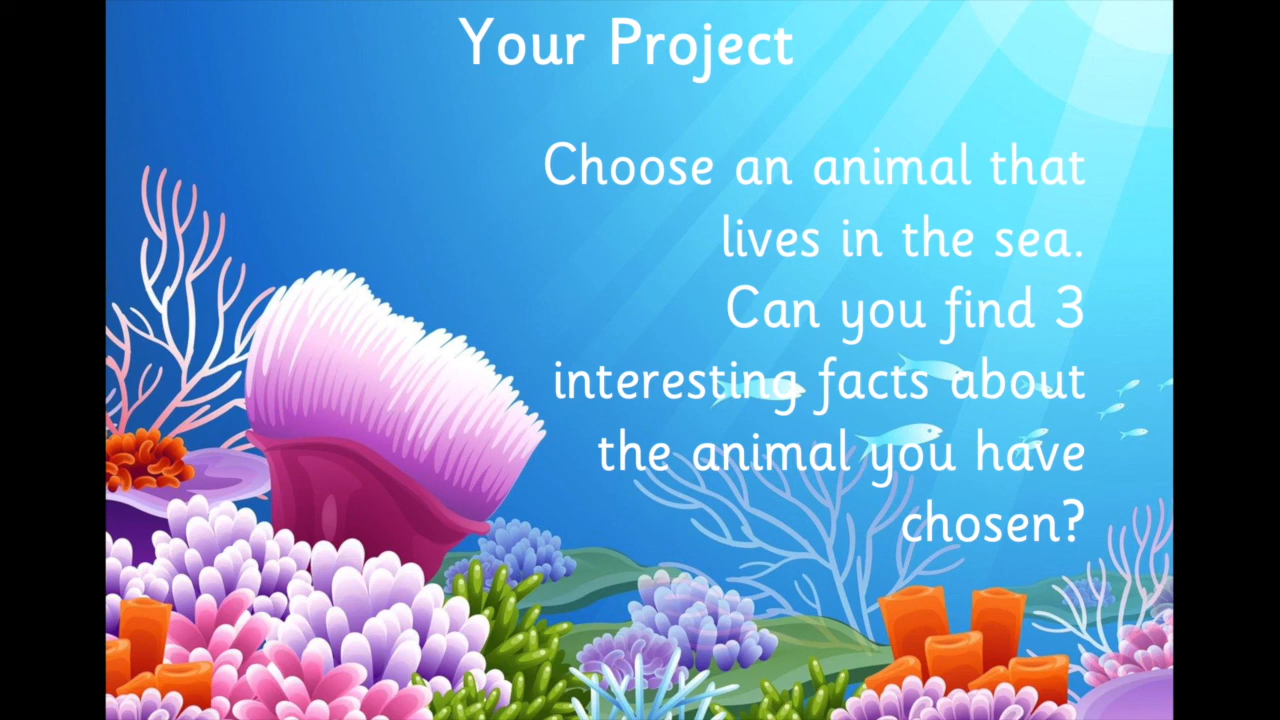 Your Project
Choose an animal that
lives in the sea.
Can you find 3
interesting facts about
the animal you have
chosen?